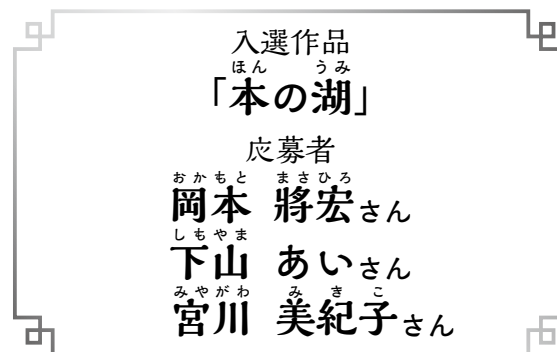 入選作品
ほん うみ
「本の湖」
応募者
おかもと まさひろ
岡本 將宏さん
しもやま
下山 あいさん
みやがわ みきこ
宮川 美紀子さん